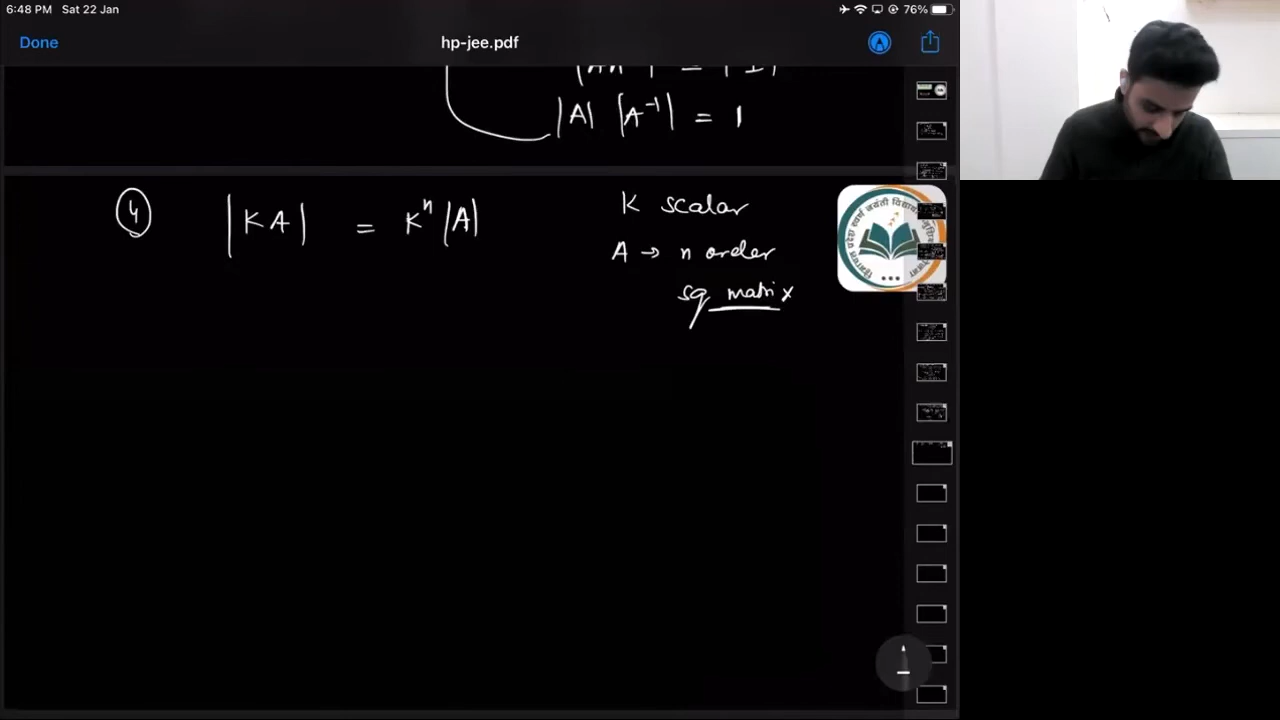 6:48 PM Sat 22 Jan
76%
Done
hp-jee.pdf
|A| |A⁻¹| = 1
④ |KA| = Kⁿ|A|
K scalar
A → n order
sq matrix